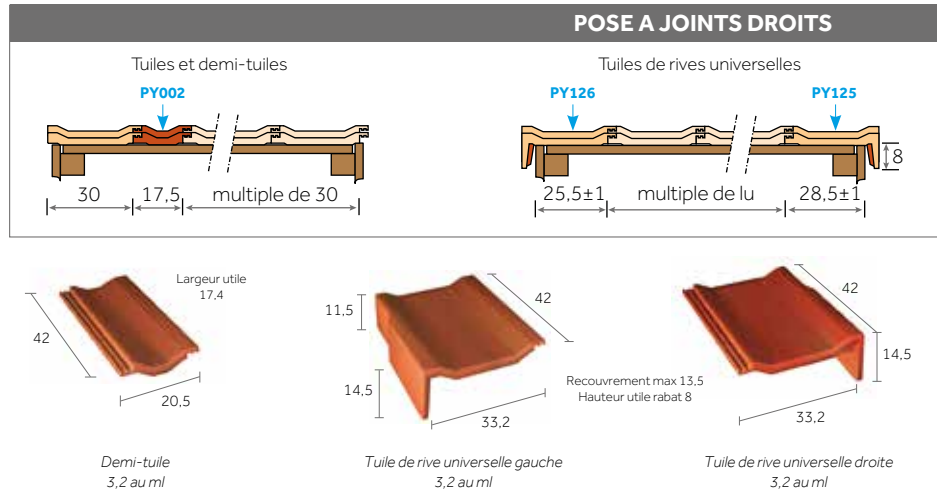 POSE A JOINTS DROITS
Tuiles et demi-tuiles
PY002
30
17,5
multiple de 30
Tuiles de rives universelles
PY126
PY125
8
25,5±1
multiple de lu
28,5±1
Largeur utile
17,4
42
20,5
Demi-tuile
3,2 au ml
11,5
42
14,5
33,2
Recouvrement max 13,5
Hauteur utile rabat 8
Tuile de rive universelle gauche
3,2 au ml
42
14,5
33,2
Tuile de rive universelle droite
3,2 au ml